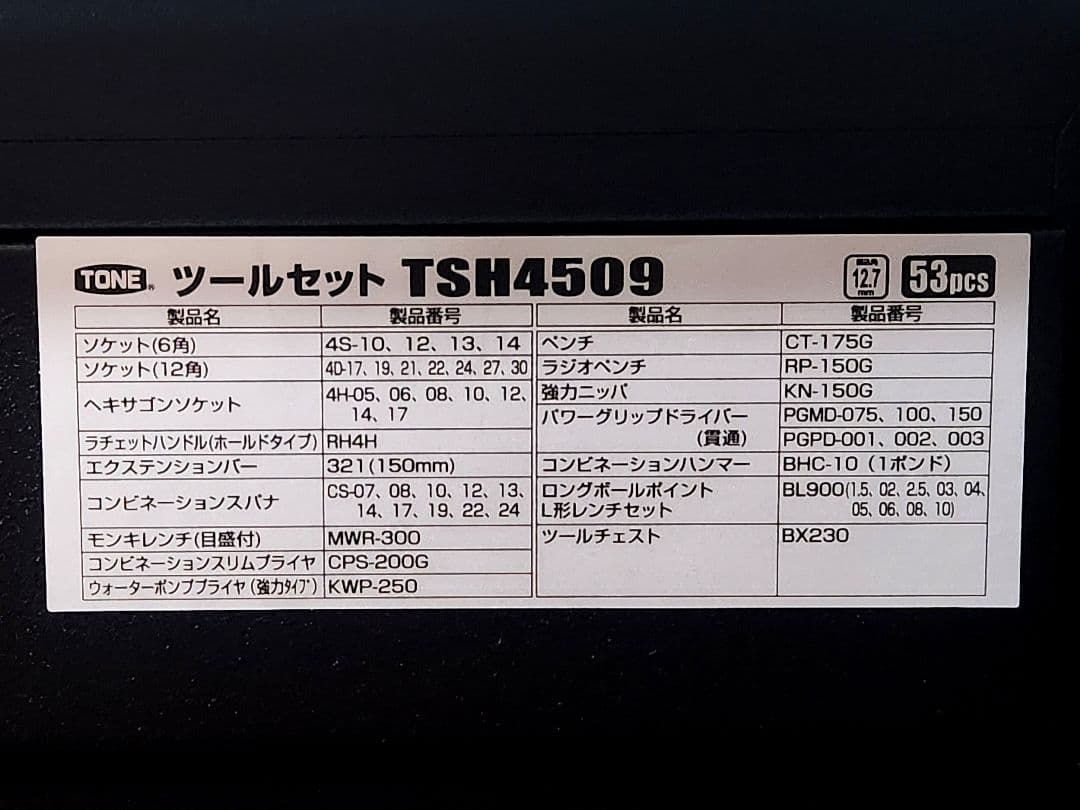 TONE® ツールセット TSH4509 12.7 mm 53pcs
製品名 製品番号
ソケット(6角) 4S-10、12、13、14
ソケット(12角) 4D-17、19、21、22、24、27、30
ヘキサゴンソケット 4H-05、06、08、10、12、
14、17
ラチェットハンドル(ホールドタイプ) RH4H
エクステンションバー 321(150mm)
コンビネーションスパナ CS-07、08、10、12、13、
14、17、19、22、24
モンキレンチ(目盛付) MWR-300
コンビネーションスリムプライヤ CPS-200G
ウォーターポンププライヤ(強力タイプ) KWP-250
製品名 製品番号
ペンチ CT-175G
ラジオペンチ RP-150G
強力ニッパ KN-150G
パワーグリップドライバー PGMD-075、100、150
(貫通) PGPD-001、002、003
コンビネーションハンマー BHC-10 (1ポンド)
ロングボールポイント BL900(1.5、02、2.5、03、04、
L形レンチセット 05、06、08、10)
ツールチェスト BX230